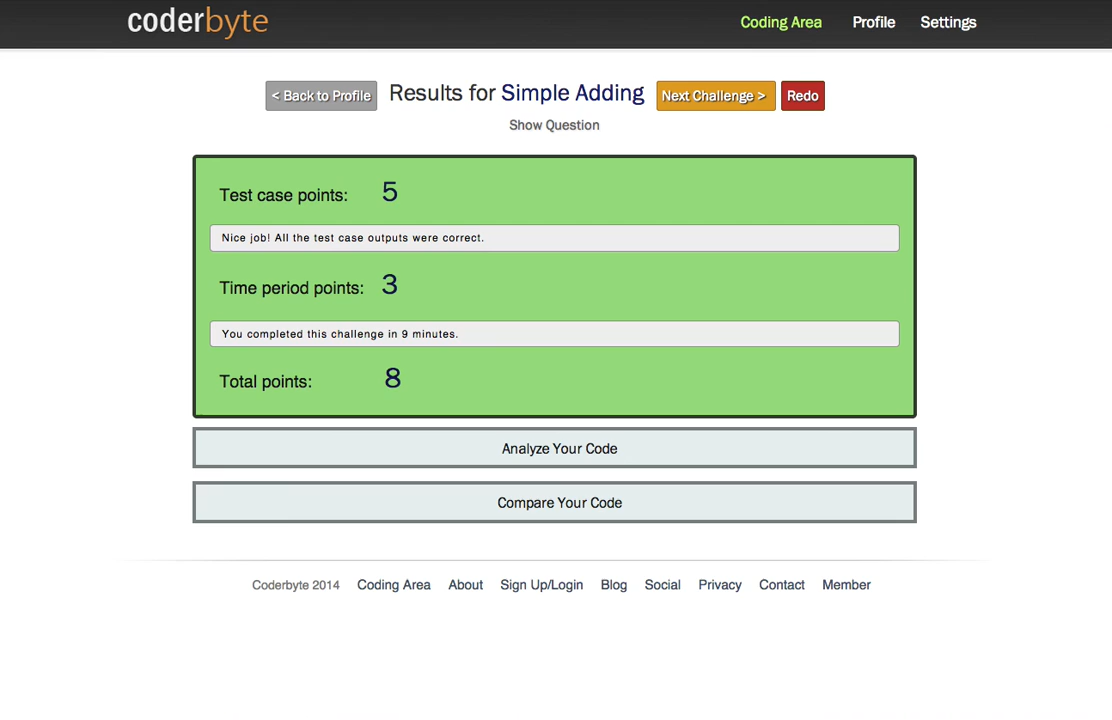 coderbyte
Coding Area Profile Settings
< Back to Profile Results for Simple Adding Next Challenge > Redo
Show Question
Test case points: 5
Nice job! All the test case outputs were correct.
Time period points: 3
You completed this challenge in 9 minutes.
Total points: 8
Analyze Your Code
Compare Your Code
Coderbyte 2014 Coding Area About Sign Up/Login Blog Social Privacy Contact Member